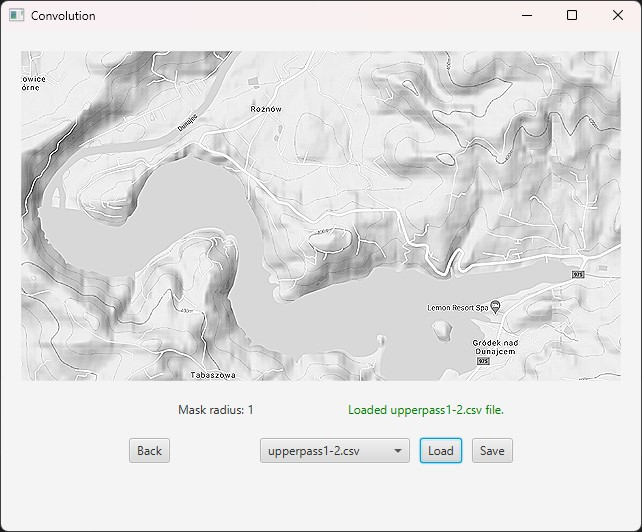 Convolution
towice
órne
Rożnów
Dunajec
Lemon Resort Spa
975
Gródek nad
Dunajcem
975
Tabaszowa
Mask radius: 1
Loaded upperpass1-2.csv file.
Back
upperpass1-2.csv
Load
Save